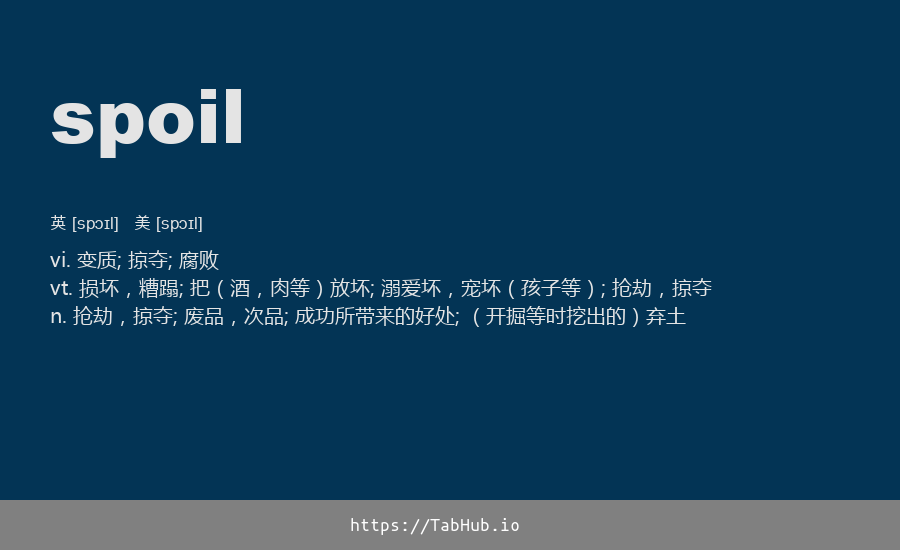 spoil
英 [spɔɪl] 美 [spɔɪl]
vi. 变质; 掠夺; 腐败
vt. 损坏，糟蹋; 把（酒，肉等）放坏; 溺爱坏，宠坏（孩子等）; 抢劫，掠夺
n. 抢劫，掠夺; 废品，次品; 成功所带来的好处; （开掘等时挖出的）弃土
https://TabHub.io